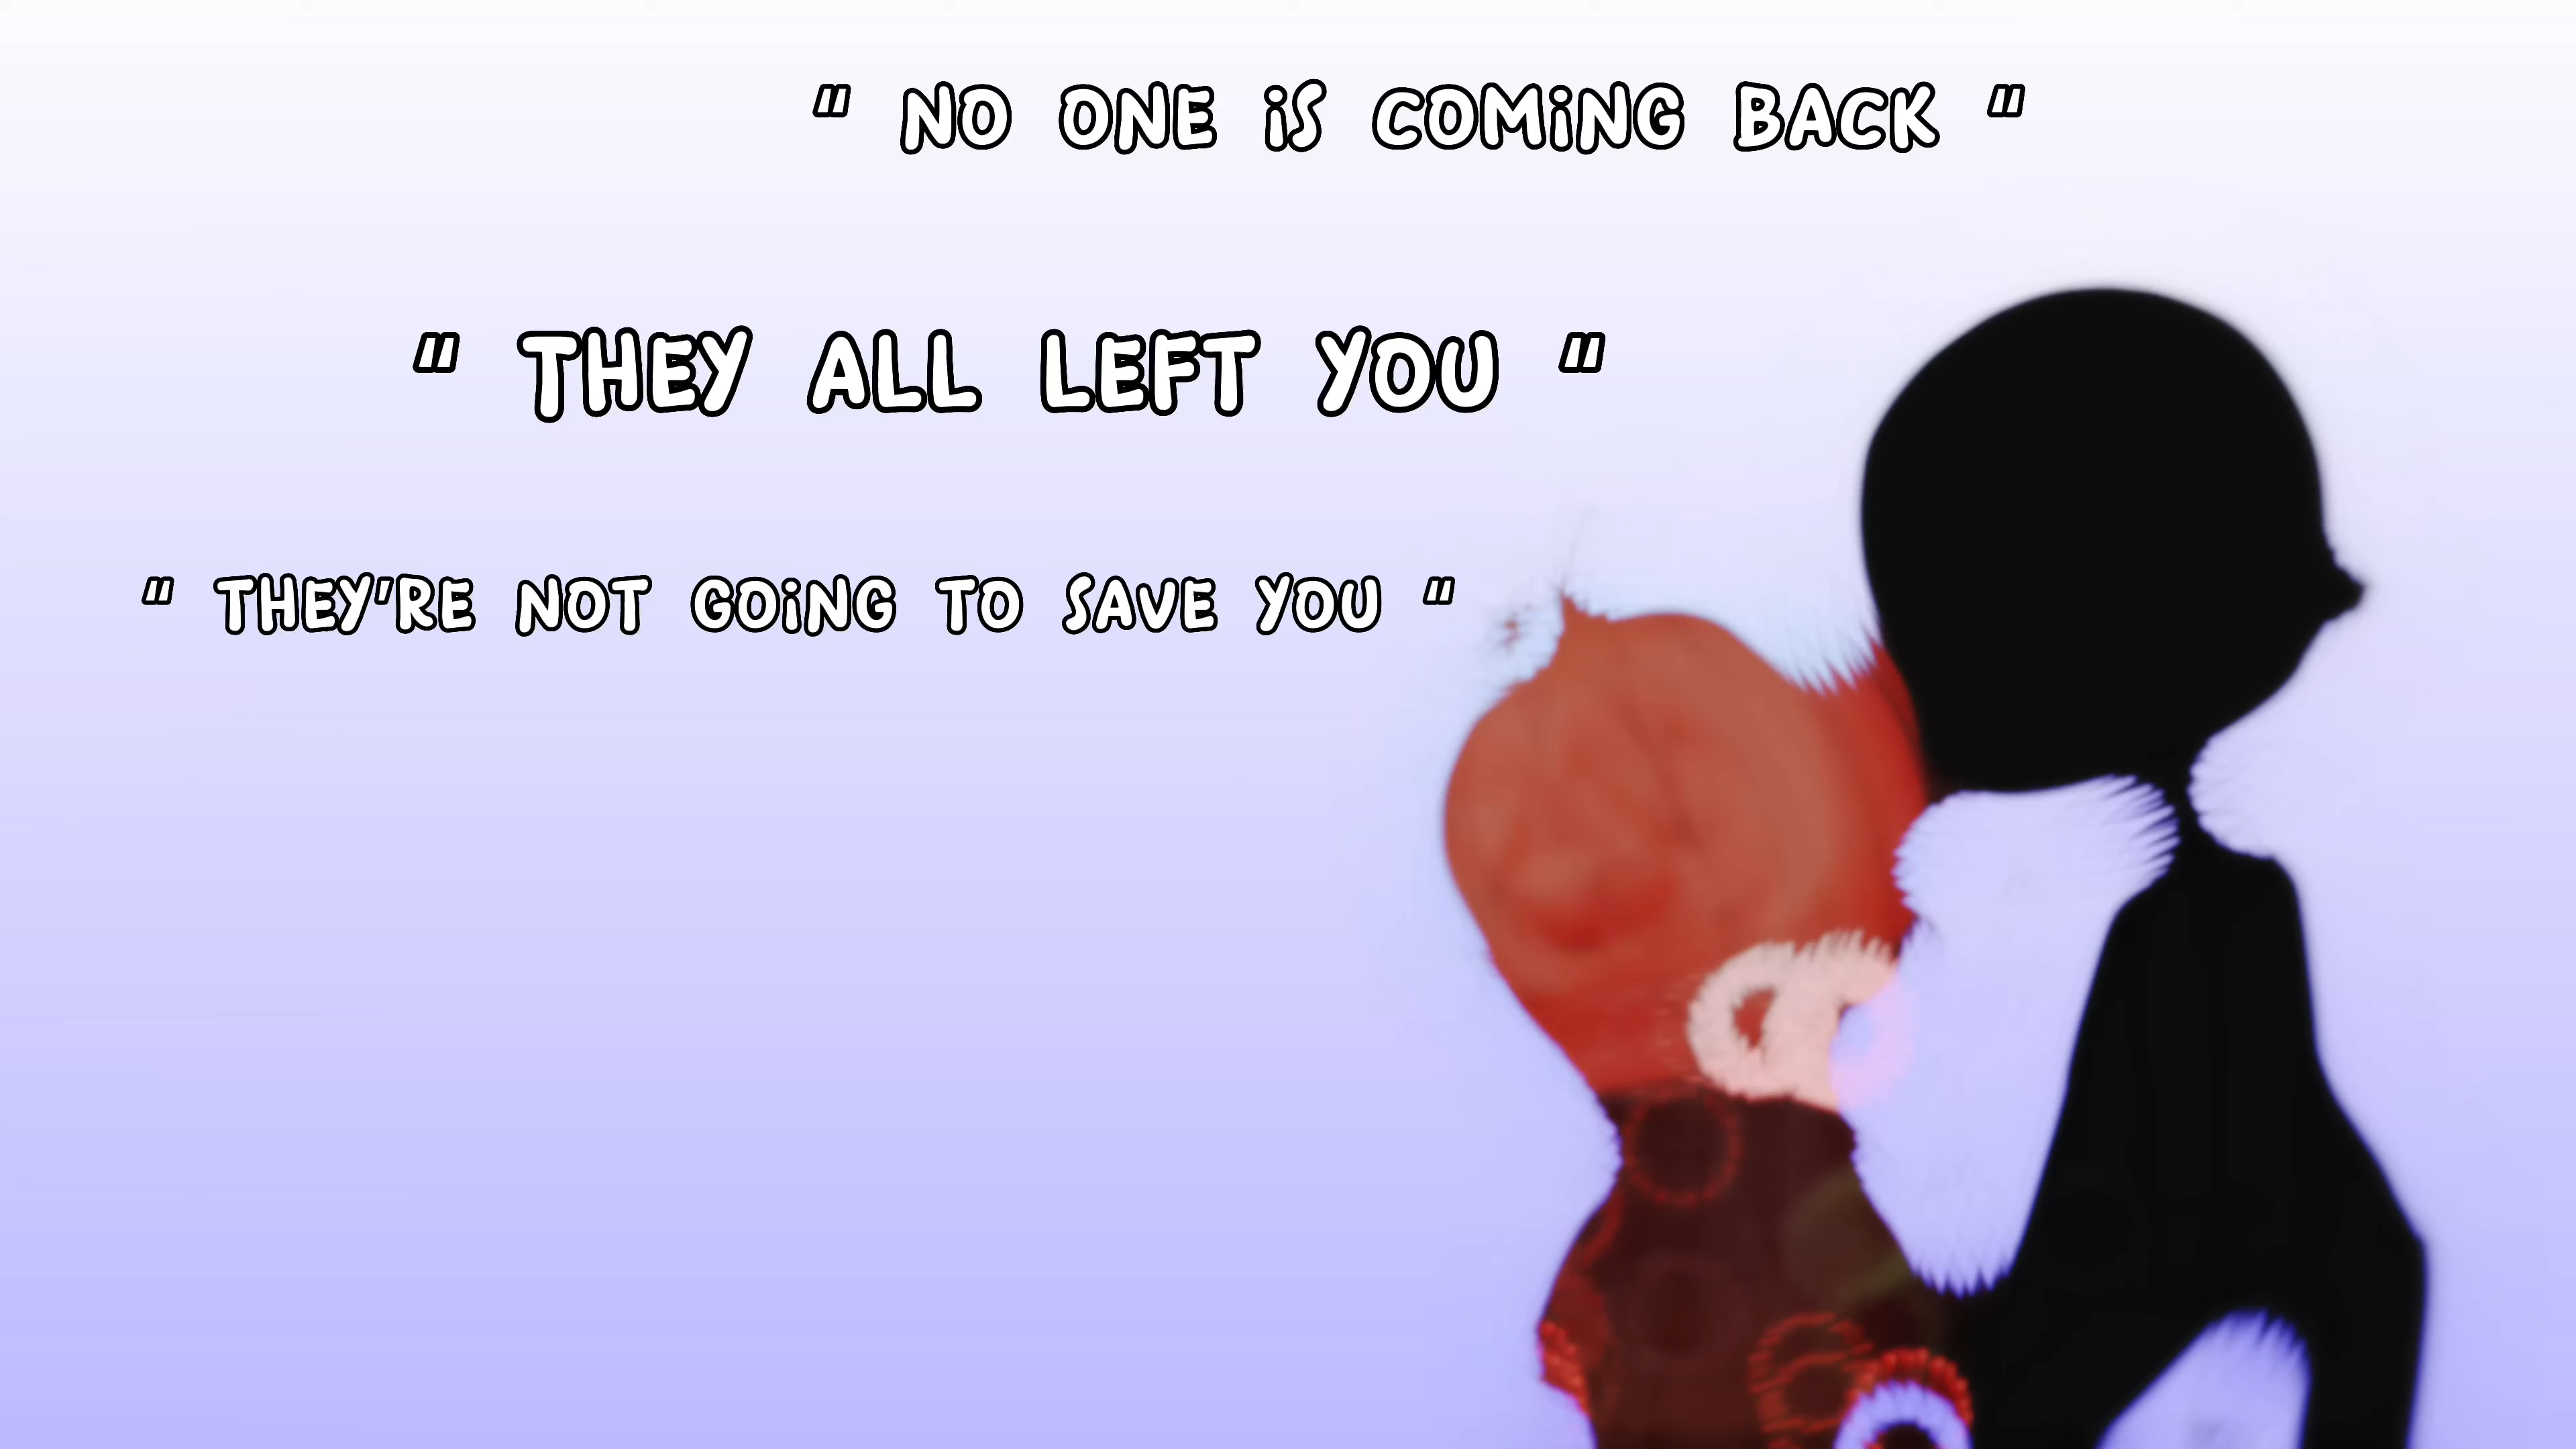 " NO ONE iS COMiNG BACK "
" THEY ALL LEFT YOU "
" THEY'RE NOT GOiNG TO SAVE YOU "